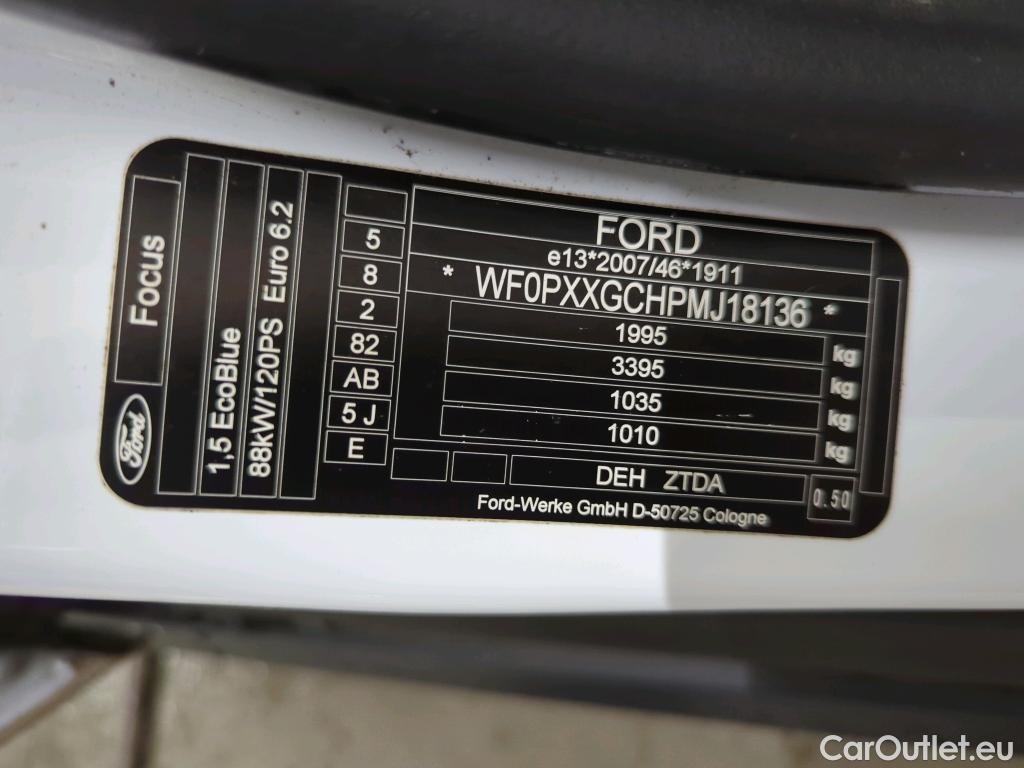 FORD
e13*2007/46*1911
* WF0PXXGCHPMJ18136 *
1995 kg
3395 kg
1035 kg
1010 kg
DEH ZTDA
0.50
Ford-Werke GmbH D-50725 Cologne
5
8
2
82
AB
5 J
E
88kW/120PS Euro 6.2
1,5 EcoBlue
Focus
Ford
CarOutlet.eu